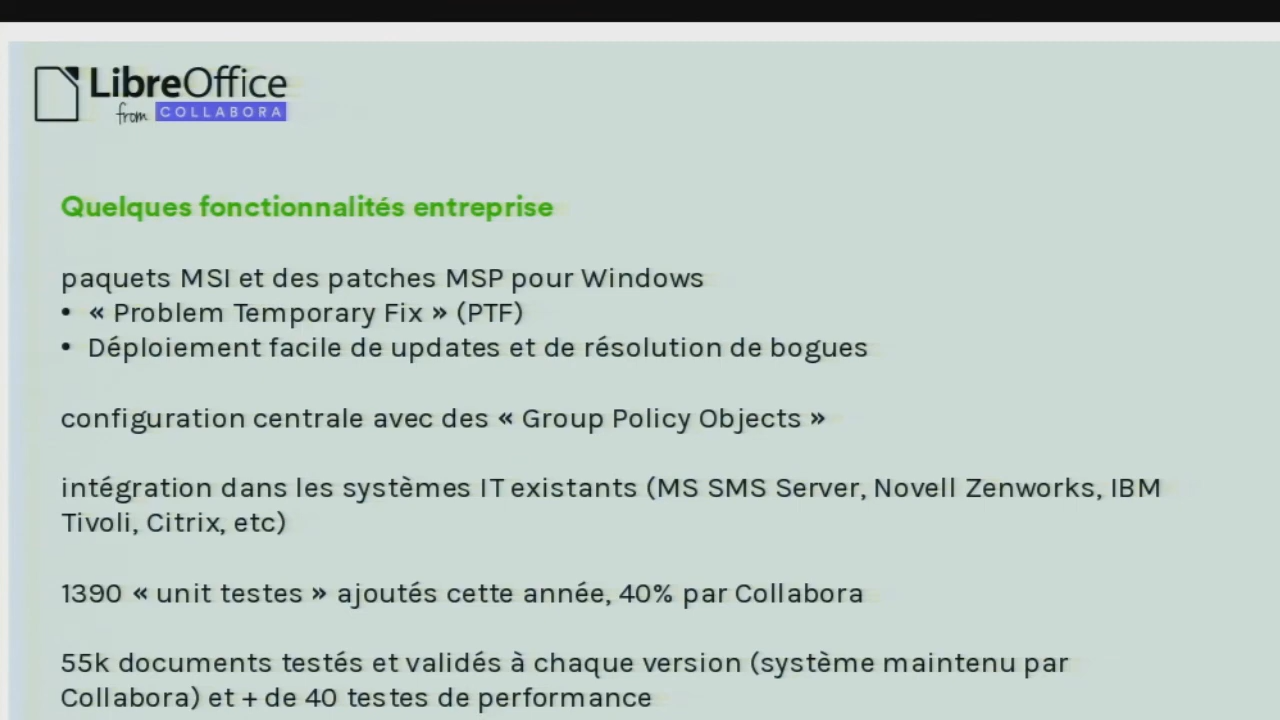 LibreOffice
from COLLABORA
Quelques fonctionnalités entreprise
paquets MSI et des patches MSP pour Windows
• « Problem Temporary Fix » (PTF)
• Déploiement facile de updates et de résolution de bogues
configuration centrale avec des « Group Policy Objects »
intégration dans les systèmes IT existants (MS SMS Server, Novell Zenworks, IBM
Tivoli, Citrix, etc)
1390 « unit testes » ajoutés cette année, 40% par Collabora
55k documents testés et validés à chaque version (système maintenu par
Collabora) et + de 40 testes de performance